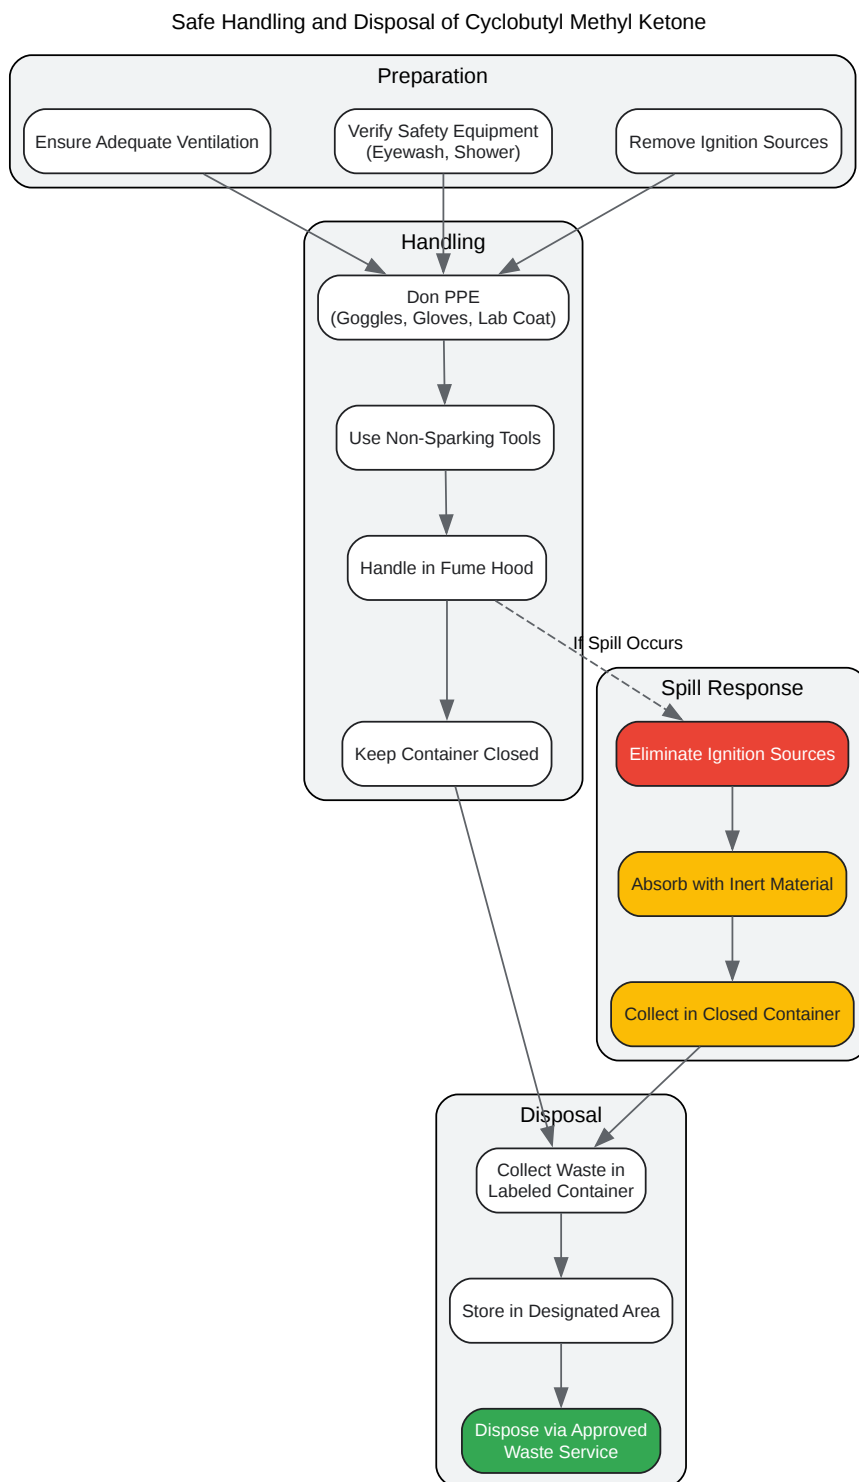 Safe Handling and Disposal of Cyclobutyl Methyl Ketone
Preparation
Ensure Adequate Ventilation
Verify Safety Equipment
(Eyewash, Shower)
Remove Ignition Sources
Handling
Don PPE
(Goggles, Gloves, Lab Coat)
Use Non-Sparking Tools
Handle in Fume Hood
If Spill Occurs
Spill Response
Keep Container Closed
Eliminate Ignition Sources
Absorb with Inert Material
Collect in Closed Container
Disposal
Collect Waste in
Labeled Container
Store in Designated Area
Dispose via Approved
Waste Service